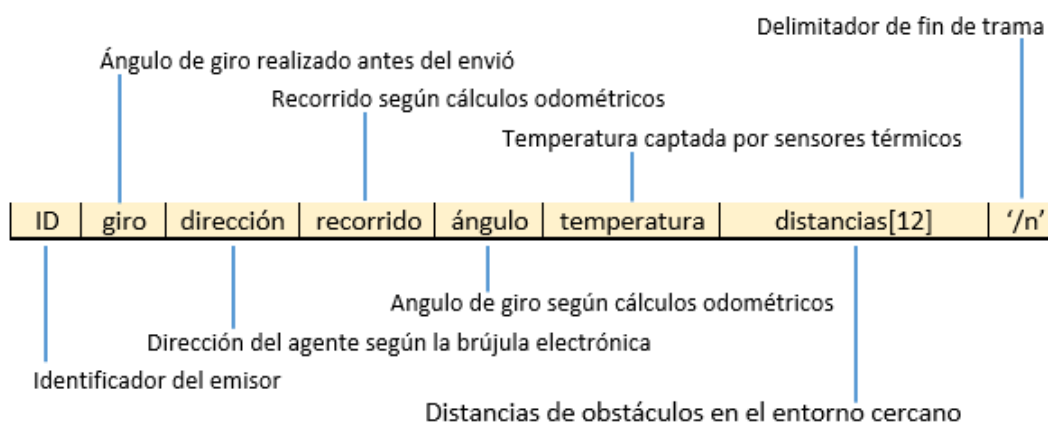 Delimitador de fin de trama
Ángulo de giro realizado antes del envió
Recorrido según cálculos odométricos
Temperatura captada por sensores térmicos
ID giro dirección recorrido ángulo temperatura distancias[12] ‘/n’
Angulo de giro según cálculos odométricos
Dirección del agente según la brújula electrónica
Identificador del emisor
Distancias de obstáculos en el entorno cercano